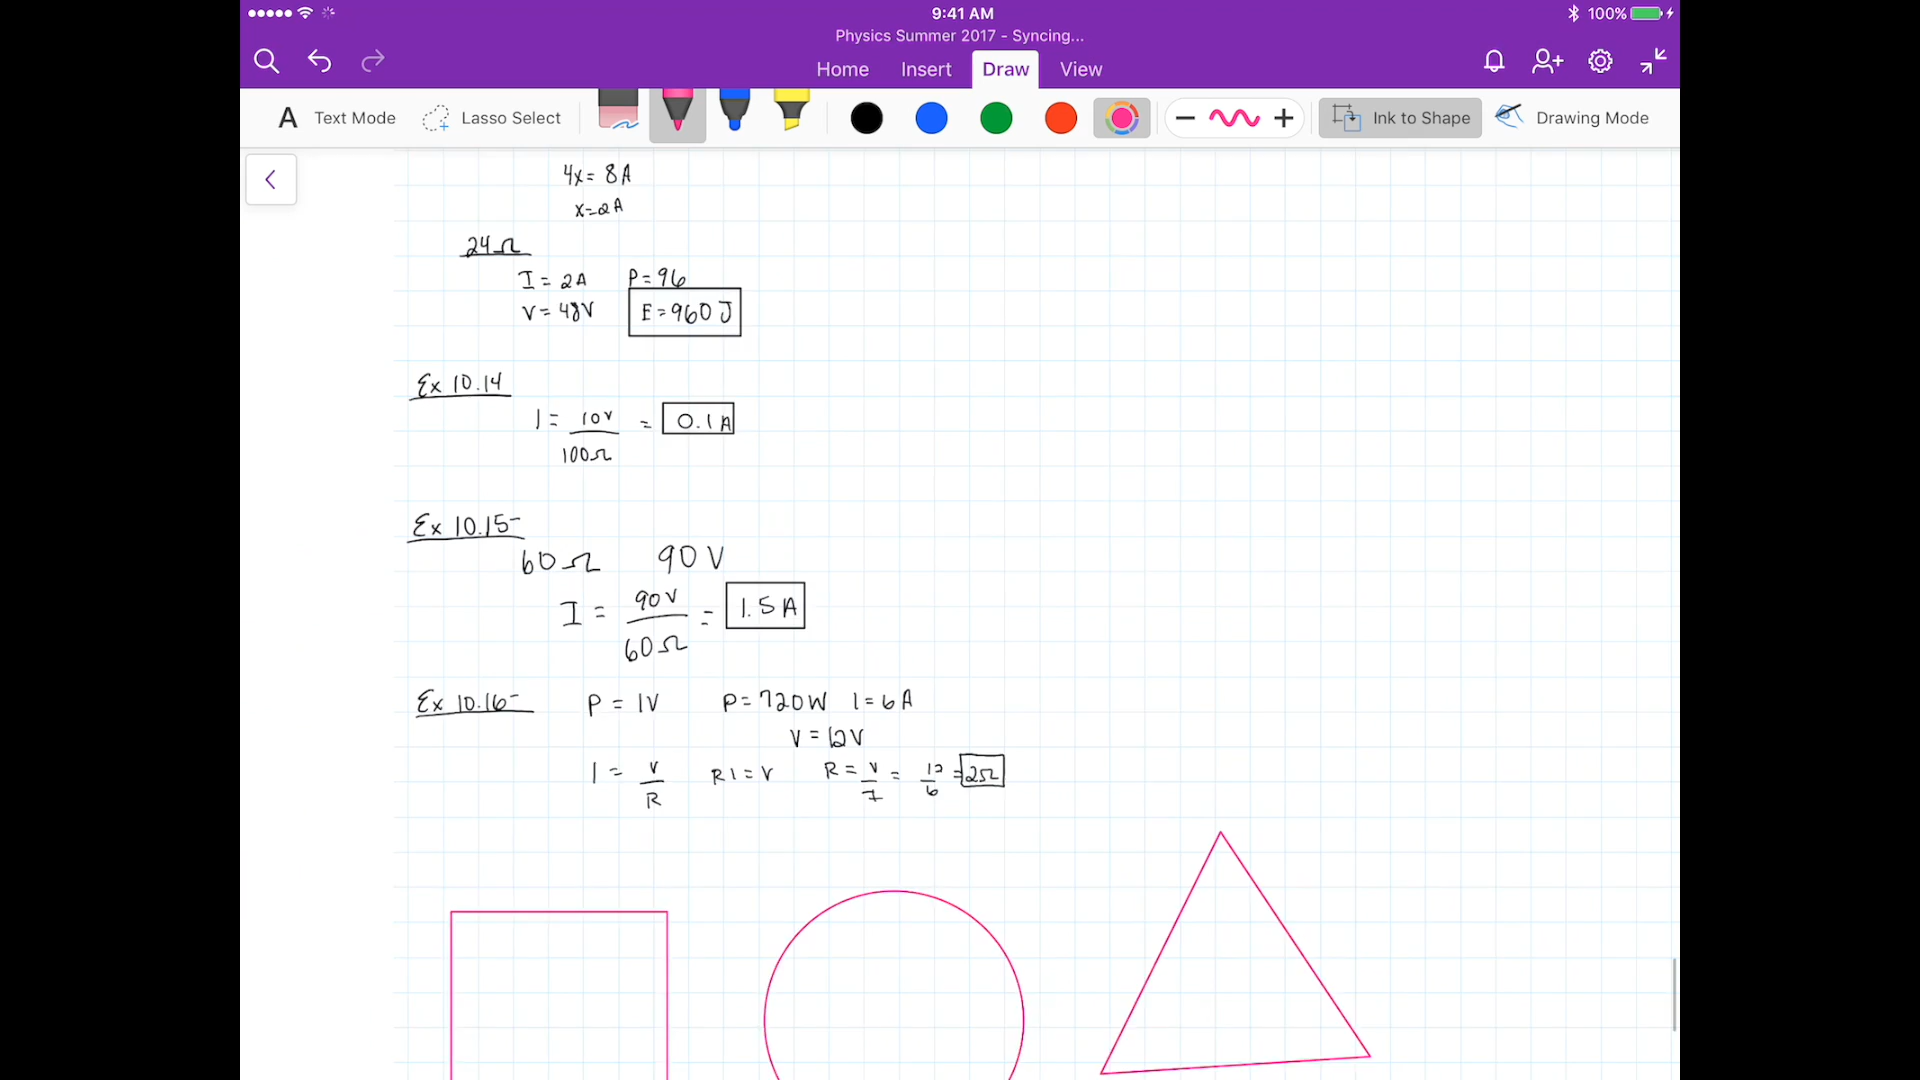 9:41 AM
100%
Physics Summer 2017 - Syncing...
Home Insert Draw View
A Text Mode Lasso Select Ink to Shape Drawing Mode
4x = 8A
x=2A
24Ω
I = 2A P = 96
V = 48V E = 960 J
Ex 10.14
I = 10V / 100Ω = 0.1A
Ex 10.15
60Ω 90V
I = 90V / 60Ω = 1.5A
Ex 10.16 P = IV P = 720W I = 6A
V = 12V
I = V / R RI = V R = V / I = 12 / 6 = 2Ω